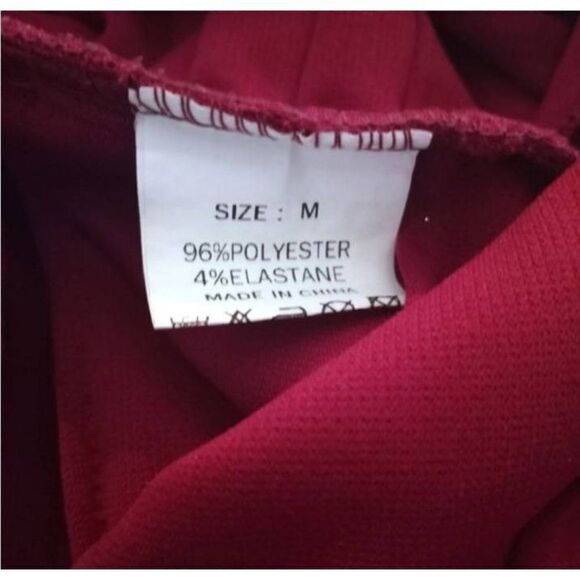 SIZE : M
96%POLYESTER
4%ELASTANE
MADE IN CHINA